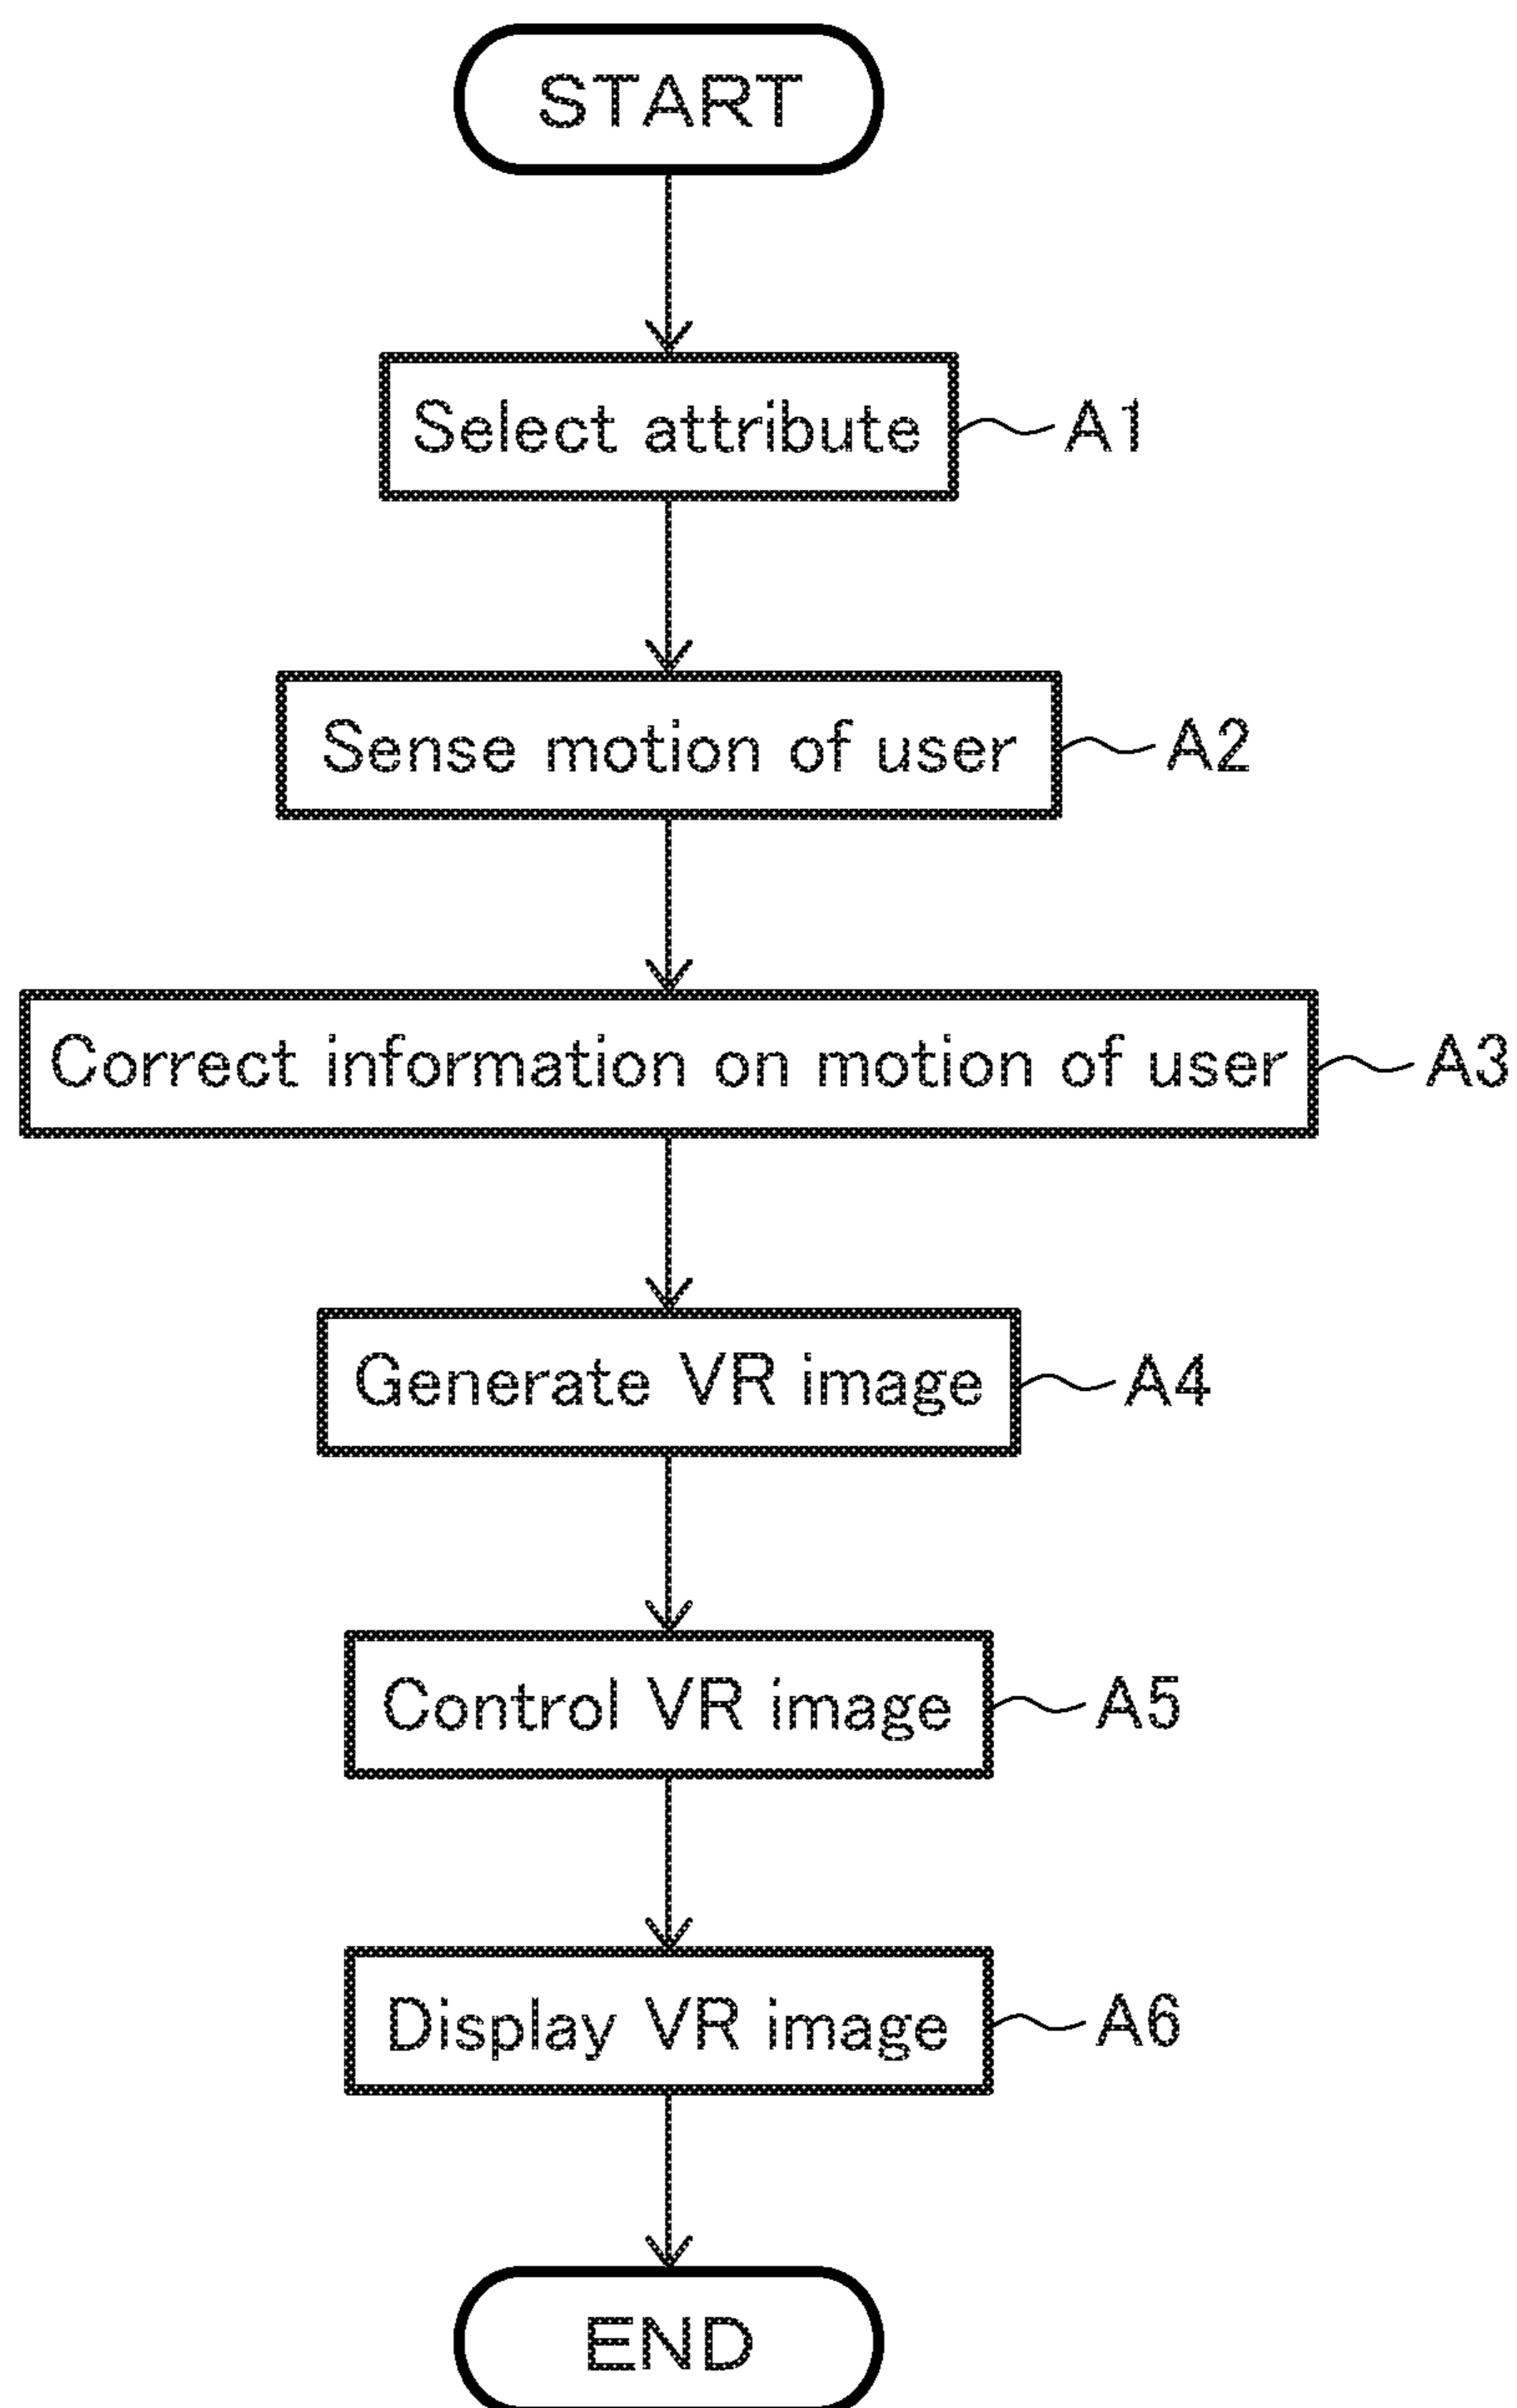 START
Select attribute A1
Sense motion of user A2
Correct information on motion of user A3
Generate VR image A4
Control VR image A5
Display VR image A6
END